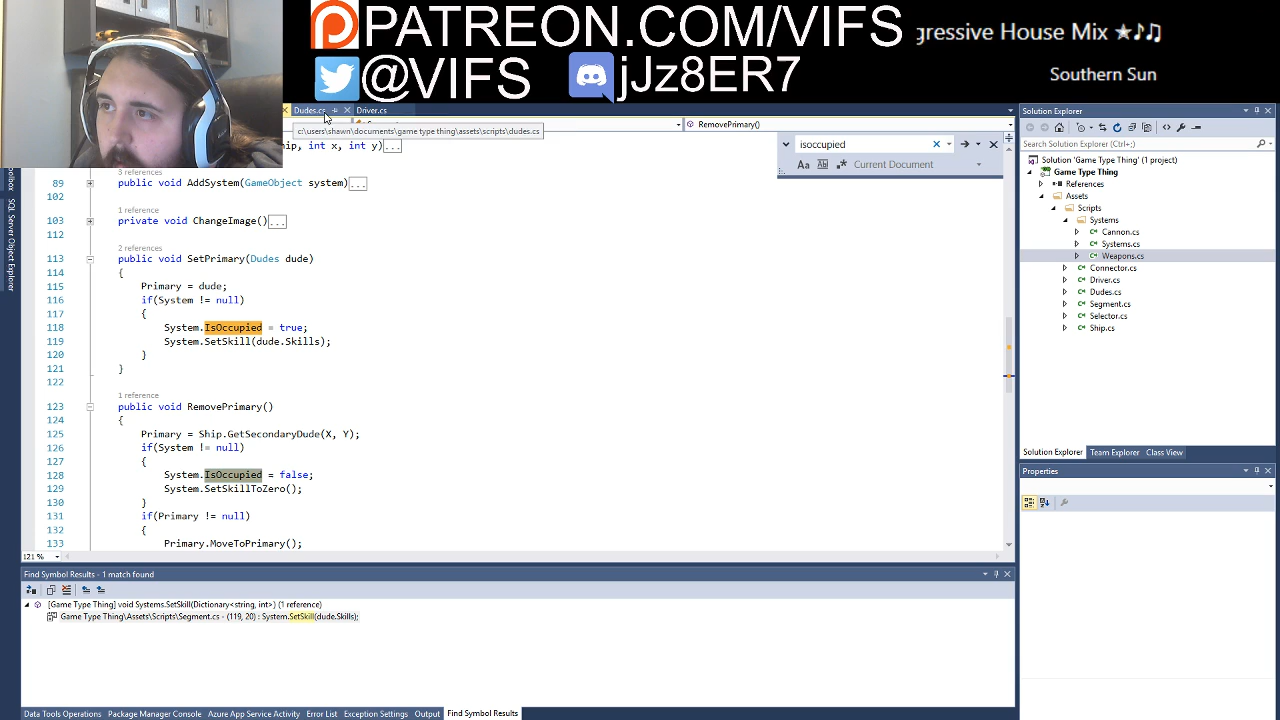 PATREON.COM/VIFS
gressive House Mix ★♪♫
@VIFS
jJz8ER7
Southern Sun
Dudes.cs
Driver.cs
c:\users\shawn\documents\game type thing\assets\scripts\dudes.cs
RemovePrimary()
hip, int x, int y)...
isoccupied
Aa
Current Document
3 references
89 public void AddSystem(GameObject system)...
102
1 reference
103 private void ChangeImage()...
112
2 references
113 public void SetPrimary(Dudes dude)
114 {
115 Primary = dude;
116 if(System != null)
117 {
118 System.IsOccupied = true;
119 System.SetSkill(dude.Skills);
120 }
121 }
122
1 reference
123 public void RemovePrimary()
124 {
125 Primary = Ship.GetSecondaryDude(X, Y);
126 if(System != null)
127 {
128 System.IsOccupied = false;
129 System.SetSkillToZero();
130 }
131 if(Primary != null)
132 {
133 Primary.MoveToPrimary();
121 %
oolbox
SQL Server Object Explorer
Find Symbol Results - 1 match found
[Game Type Thing] void Systems.SetSkill(Dictionary<string, int>) (1 reference)
Game Type Thing\Assets\Scripts\Segment.cs - (119, 20) : System.SetSkill(dude.Skills);
Data Tools Operations
Package Manager Console
Azure App Service Activity
Error List
Exception Settings
Output
Find Symbol Results
Solution Explorer
Search Solution Explorer (Ctrl+;)
Solution 'Game Type Thing' (1 project)
Game Type Thing
References
Assets
Scripts
Systems
C# Cannon.cs
C# Systems.cs
C# Weapons.cs
C# Connector.cs
C# Driver.cs
C# Dudes.cs
C# Segment.cs
C# Selector.cs
C# Ship.cs
Solution Explorer
Team Explorer
Class View
Properties